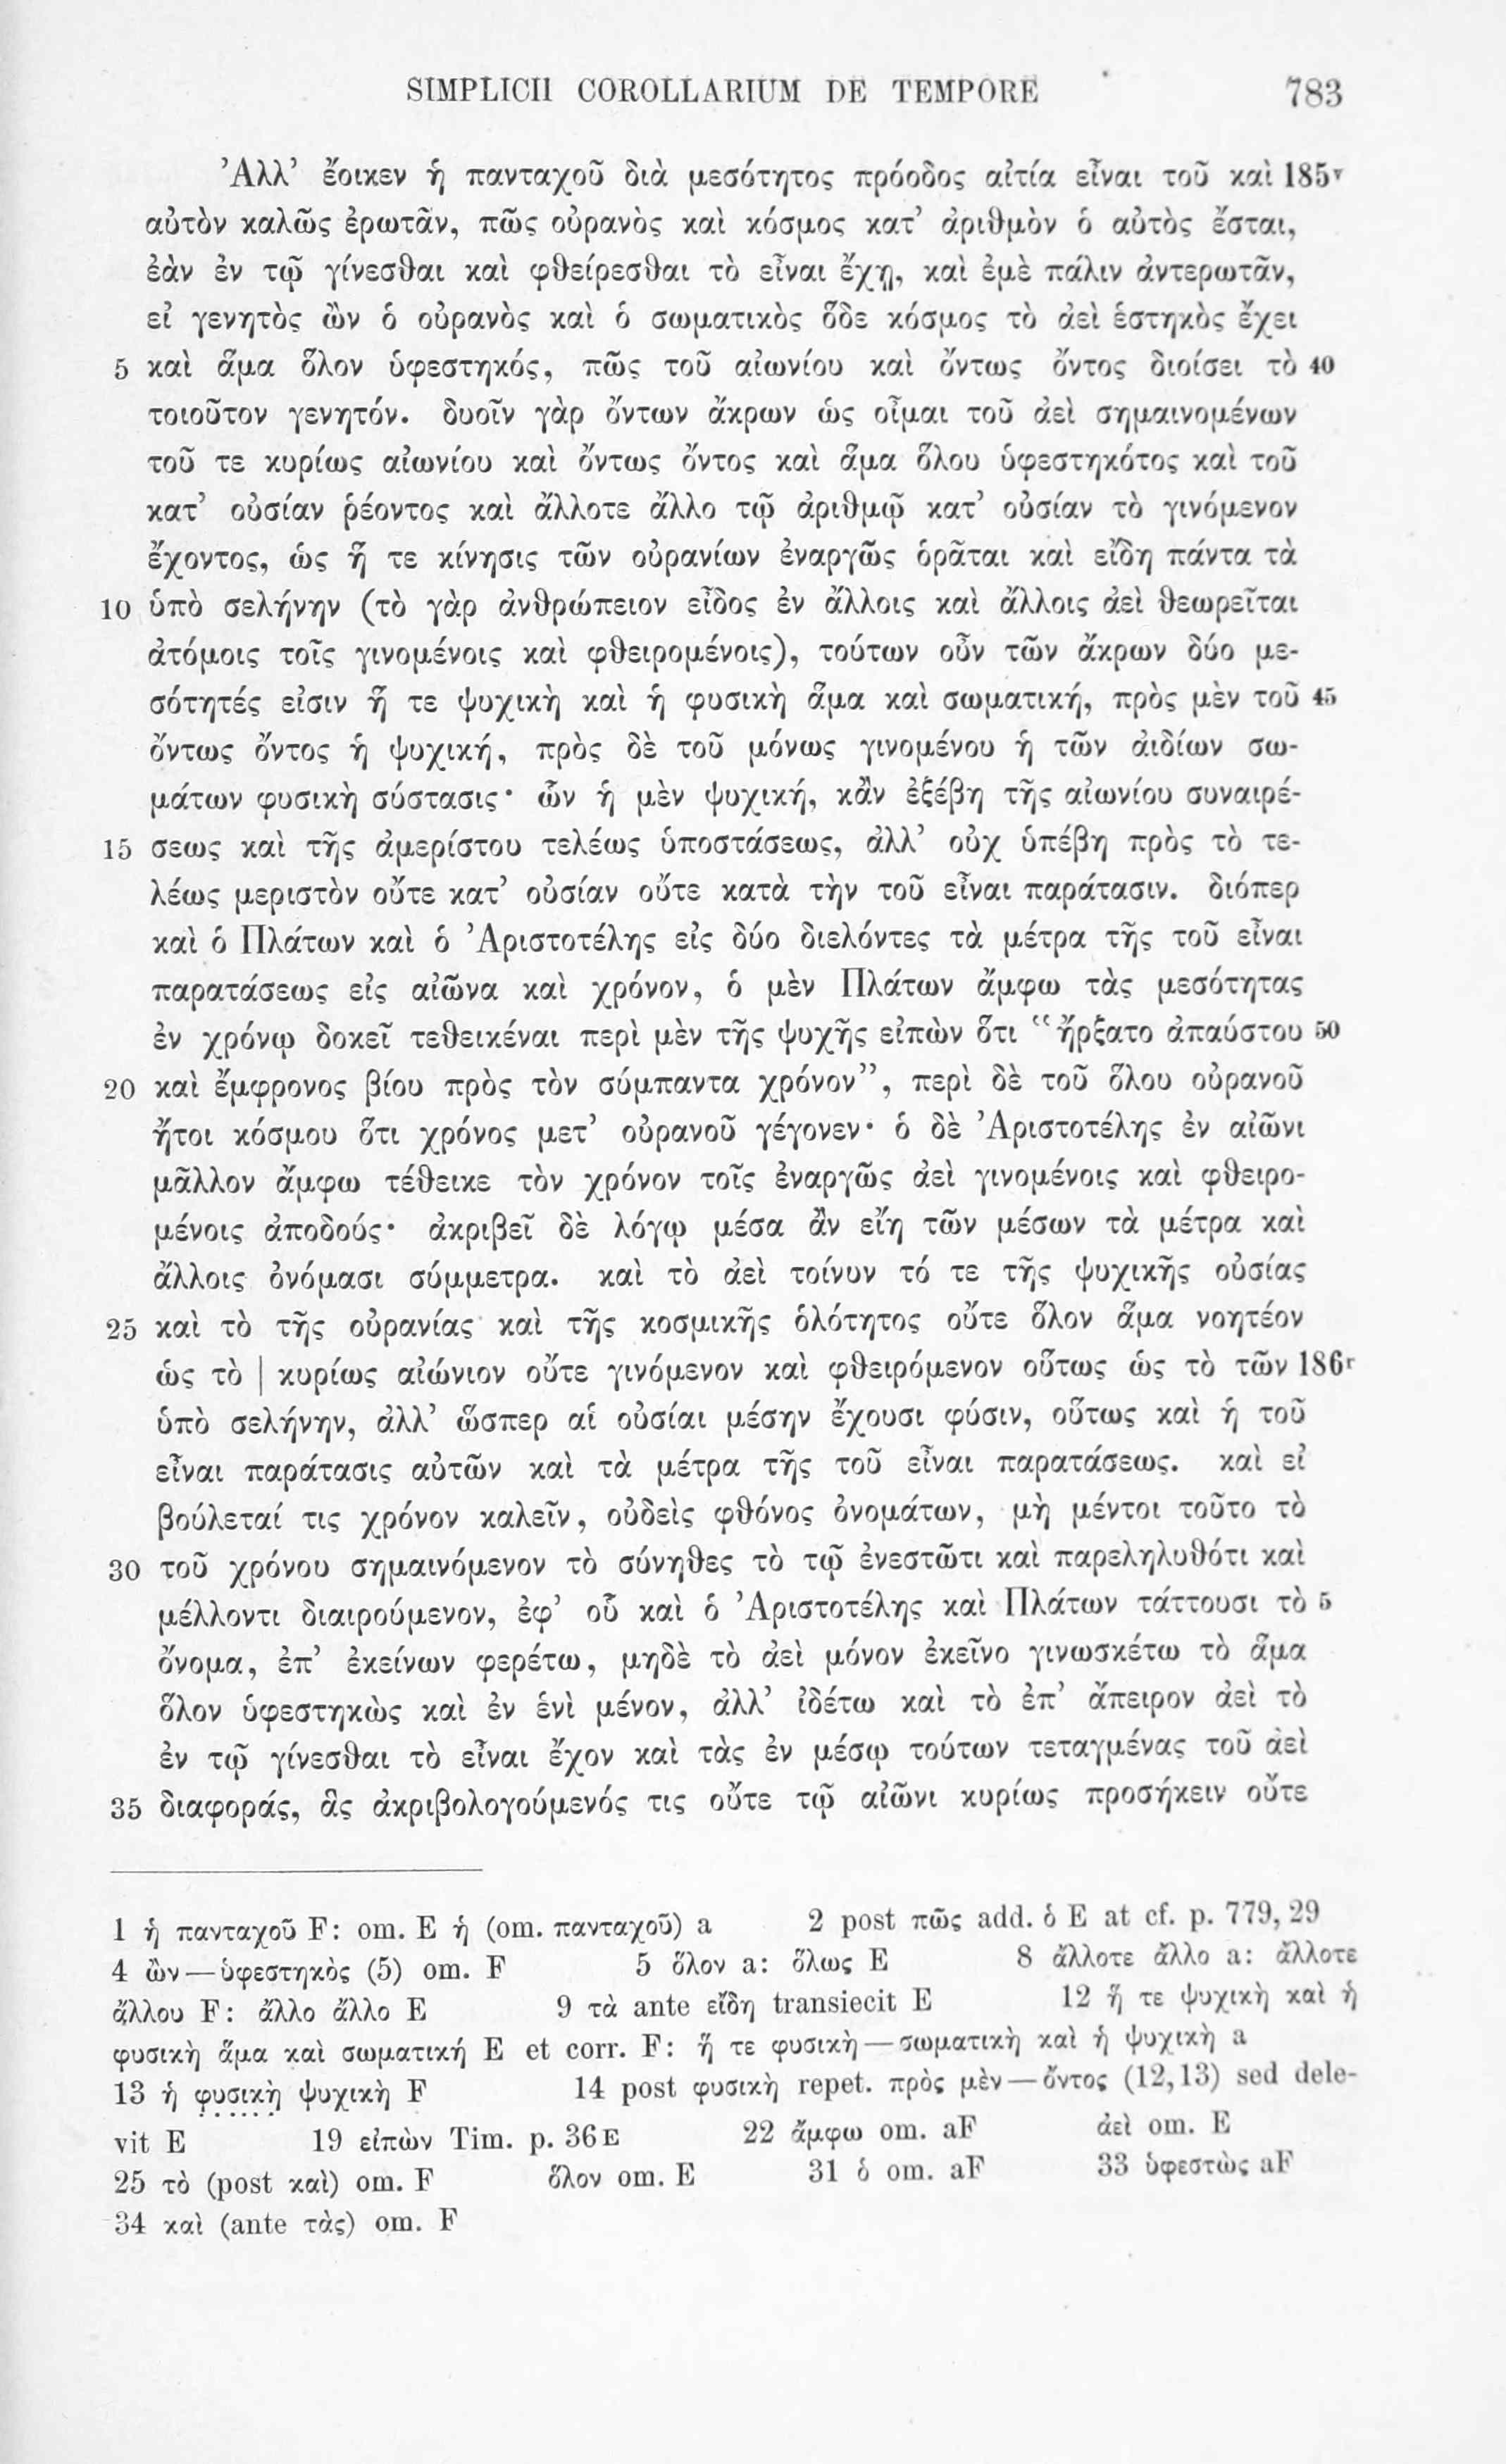 SIMPLICII COROLLARIUM DE TEMPORE 783
Ἀλλ’ ἔοικεν ἡ πανταχοῦ διὰ μεσότητος πρόοδος αἰτία εἶναι τοῦ καὶ 185v
αὐτὸν καλῶς ἐρωτᾶν, πῶς οὐρανὸς καὶ κόσμος κατ’ ἀριθμὸν ὁ αὐτὸς ἔσται,
ἐὰν ἐν τῷ γίνεσθαι καὶ φθείρεσθαι τὸ εἶναι ἔχῃ, καὶ ἐμὲ πάλιν ἀντερωτᾶν,
εἰ γενητὸς ὢν ὁ οὐρανὸς καὶ ὁ σωματικὸς ὅδε κόσμος τὸ ἀεὶ ἑστηκὸς ἔχει
5 καὶ ἅμα ὅλον ὑφεστηκός, πῶς τοῦ αἰωνίου καὶ ὄντως ὄντος διοίσει τὸ 40
τοιοῦτον γενητόν. δυοῖν γὰρ ὄντων ἄκρων ὡς οἶμαι τοῦ ἀεὶ σημαινομένων
τοῦ τε κυρίως αἰωνίου καὶ ὄντως ὄντος καὶ ἅμα ὅλου ὑφεστηκότος καὶ τοῦ
κατ’ οὐσίαν ῥέοντος καὶ ἄλλοτε ἄλλο τῷ ἀριθμῷ κατ’ οὐσίαν τὸ γινόμενον
ἔχοντος, ὡς ἥ τε κίνησις τῶν οὐρανίων ἐναργῶς ὁρᾶται καὶ εἴδη πάντα τὰ
10 ὑπὸ σελήνην (τὸ γὰρ ἀνθρώπειον εἶδος ἐν ἄλλοις καὶ ἄλλοις ἀεὶ θεωρεῖται
ἀτόμοις τοῖς γινομένοις καὶ φθειρομένοις), τούτων οὖν τῶν ἄκρων δύο με-
σότητές εἰσιν ἥ τε ψυχικὴ καὶ ἡ φυσικὴ ἅμα καὶ σωματική, πρὸς μὲν τοῦ 45
ὄντως ὄντος ἡ ψυχική, πρὸς δὲ τοῦ μόνως γινομένου ἡ τῶν ἀιδίων σω-
μάτων φυσικὴ σύστασις· ὧν ἡ μὲν ψυχική, κἂν ἐξέβη τῆς αἰωνίου συναιρέ-
15 σεως καὶ τῆς ἀμερίστου τελέως ὑποστάσεως, ἀλλ’ οὐχ ὑπέβη πρὸς τὸ τε-
λέως μεριστὸν οὔτε κατ’ οὐσίαν οὔτε κατὰ τὴν τοῦ εἶναι παράτασιν. διόπερ
καὶ ὁ Πλάτων καὶ ὁ Ἀριστοτέλης εἰς δύο διελόντες τὰ μέτρα τῆς τοῦ εἶναι
παρατάσεως εἰς αἰῶνα καὶ χρόνον, ὁ μὲν Πλάτων ἄμφω τὰς μεσότητας
ἐν χρόνῳ δοκεῖ τεθεικέναι περὶ μὲν τῆς ψυχῆς εἰπὼν ὅτι “ἤρξατο ἀπαύστου 50
20 καὶ ἔμφρονος βίου πρὸς τὸν σύμπαντα χρόνον”, περὶ δὲ τοῦ ὅλου οὐρανοῦ
ἤτοι κόσμου ὅτι χρόνος μετ’ οὐρανοῦ γέγονεν· ὁ δὲ Ἀριστοτέλης ἐν αἰῶνι
μᾶλλον ἄμφω τέθεικε τὸν χρόνον τοῖς ἐναργῶς ἀεὶ γινομένοις καὶ φθειρο-
μένοις ἀποδούς· ἀκριβεῖ δὲ λόγῳ μέσα ἂν εἴη τῶν μέσων τὰ μέτρα καὶ
ἄλλοις ὀνόμασι σύμμετρα. καὶ τὸ ἀεὶ τοίνυν τό τε τῆς ψυχικῆς οὐσίας
25 καὶ τὸ τῆς οὐρανίας καὶ τῆς κοσμικῆς ὁλότητος οὔτε ὅλον ἅμα νοητέον
ὡς τὸ | κυρίως αἰώνιον οὔτε γινόμενον καὶ φθειρόμενον οὕτως ὡς τὸ τῶν 186r
ὑπὸ σελήνην, ἀλλ’ ὥσπερ αἱ οὐσίαι μέσην ἔχουσι φύσιν, οὕτως καὶ ἡ τοῦ
εἶναι παράτασις αὐτῶν καὶ τὰ μέτρα τῆς τοῦ εἶναι παρατάσεως. καὶ εἰ
βούλεταί τις χρόνον καλεῖν, οὐδεὶς φθόνος ὀνομάτων, μὴ μέντοι τοῦτο τὸ
30 τοῦ χρόνου σημαινόμενον τὸ σύνηθες τὸ τῷ ἐνεστῶτι καὶ παρεληλυθότι καὶ
μέλλοντι διαιρούμενον, ἐφ’ οὗ καὶ ὁ Ἀριστοτέλης καὶ Πλάτων τάττουσι τὸ 5
ὄνομα, ἐπ’ ἐκείνων φερέτω, μηδὲ τὸ ἀεὶ μόνον ἐκεῖνο γινωσκέτω τὸ ἅμα
ὅλον ὑφεστηκὼς καὶ ἐν ἑνὶ μένον, ἀλλ’ ἰδέτω καὶ τὸ ἐπ’ ἄπειρον ἀεὶ τὸ
ἐν τῷ γίνεσθαι τὸ εἶναι ἔχον καὶ τὰς ἐν μέσῳ τούτων τεταγμένας τοῦ ἀεὶ
35 διαφοράς, ἃς ἀκριβολογούμενός τις οὔτε τῷ αἰῶνι κυρίως προσήκειν οὔτε
1 ἡ πανταχοῦ F: om. E ἡ (om. πανταχοῦ) a 2 post πῶς add. ὁ E at cf. p. 779, 29
4 ὢν — ὑφεστηκὸς (5) om. F 5 ὅλον a: ὅλως E 8 ἄλλοτε ἄλλο a: ἄλλοτε
ἄλλου F: ἄλλο ἄλλο E 9 τὰ ante εἴδη transiecit E 12 ἥ τε ψυχικὴ καὶ ἡ
φυσικὴ ἅμα καὶ σωματική E et corr. F: ἥ τε φυσικὴ — σωματικὴ καὶ ἡ ψυχικὴ a
13 ἡ φυσικὴ ψυχικὴ F 14 post φυσικὴ repet. πρὸς μὲν — ὄντος (12,13) sed dele-
vit E 19 εἰπὼν Tim. p. 36E 22 ἄμφω om. aF ἀεὶ om. E
25 τὸ (post καὶ) om. F ὅλον om. E 31 ὁ om. aF 33 ὑφεστὼς aF
34 καὶ (ante τὰς) om. F